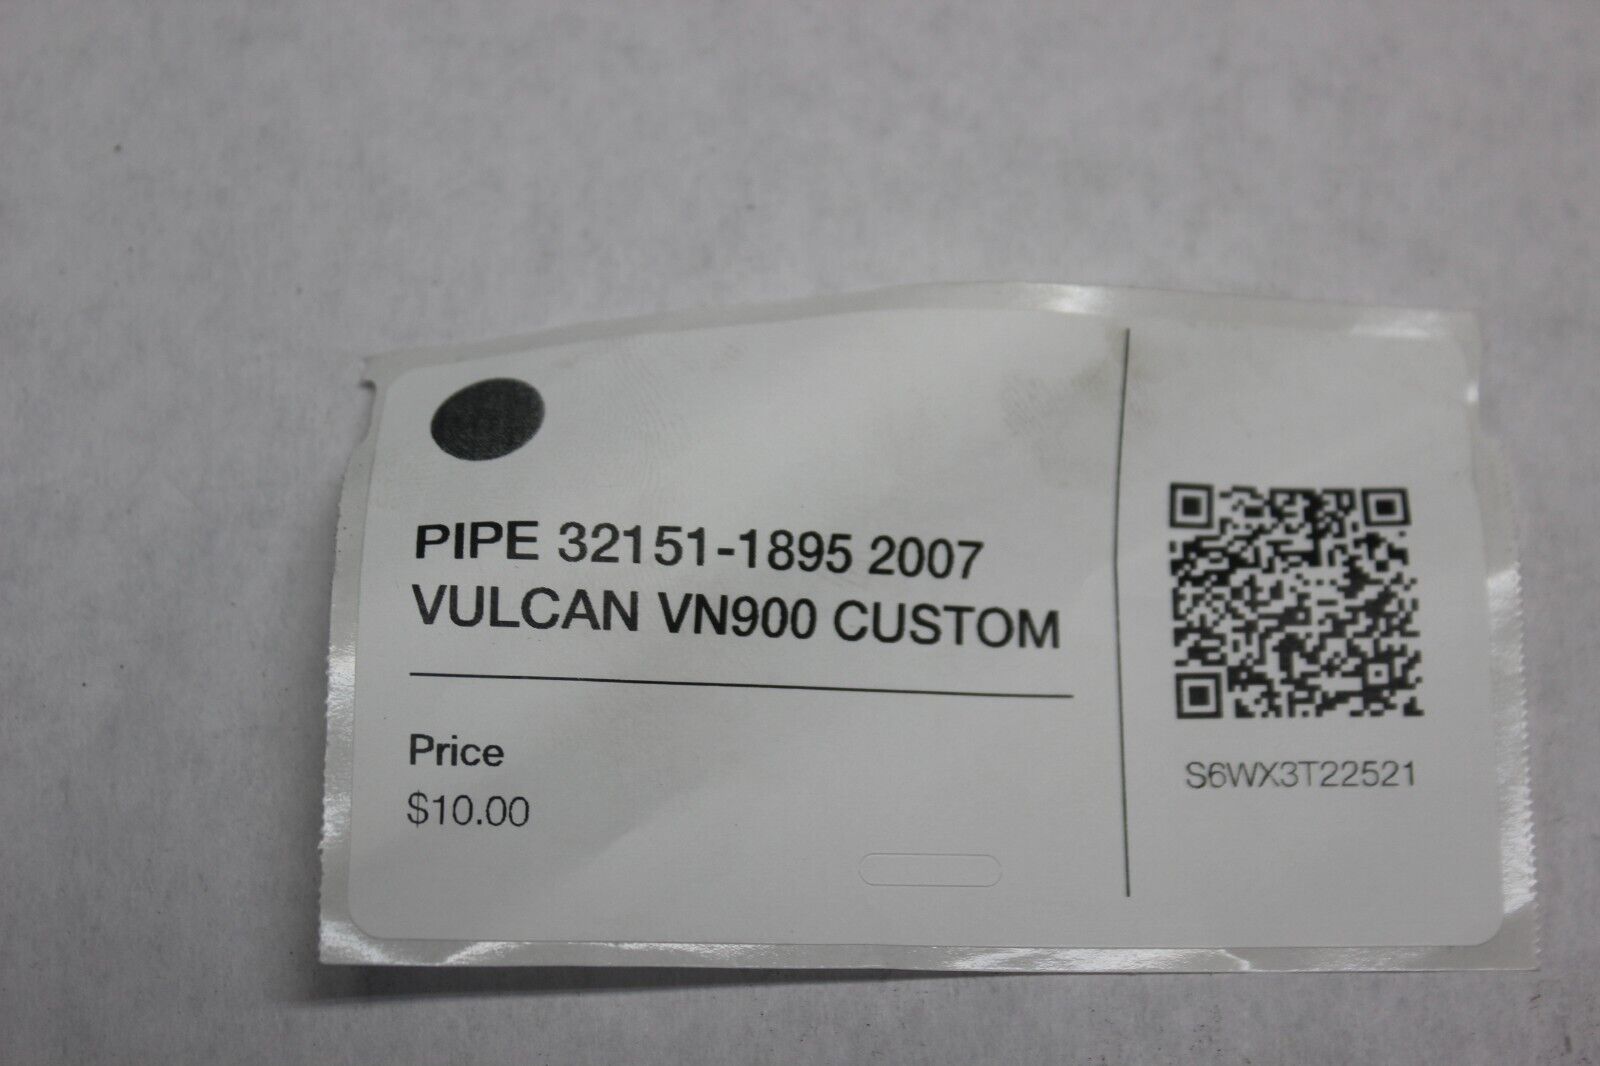 PIPE 32151-1895 2007
VULCAN VN900 CUSTOM
Price
$10.00
S6WX3T22521